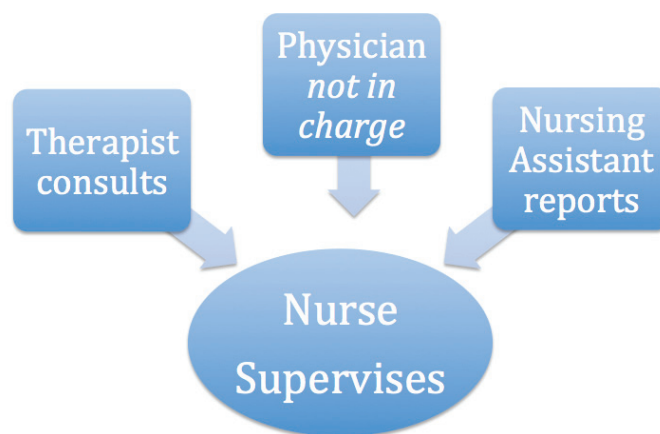 Therapist
consults
Physician
not in
charge
Nursing
Assistant
reports
Nurse
Supervises